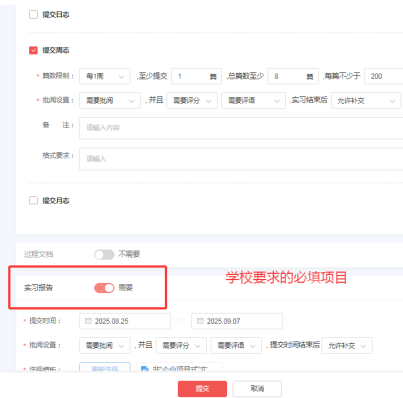 提交日志
提交周志
* 篇数限制： 每1周 ,至少提交 1 篇 ,总篇数至少 8 篇 ,每篇不少于 200
* 批阅设置： 需要批阅 , 并且 需要评分 需要评语 ,实习结束后 允许补交
备 注： 请输入内容
格式要求： 请输入
提交月志
过程文档 不需要
学校要求的必填项目
实习报告 需要
* 提交时间： 2025.08.25 — 2025.09.07
* 批阅设置： 需要批阅 , 并且 需要评分 需要评语 ,提交时间结束后 允许补交
提交 取消